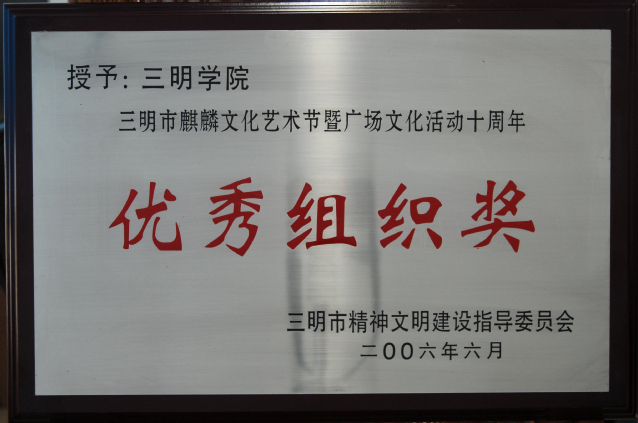 授予：三明学院
三明市麒麟文化艺术节暨广场文化活动十周年
优秀组织奖
三明市精神文明建设指导委员会
二〇〇六年六月